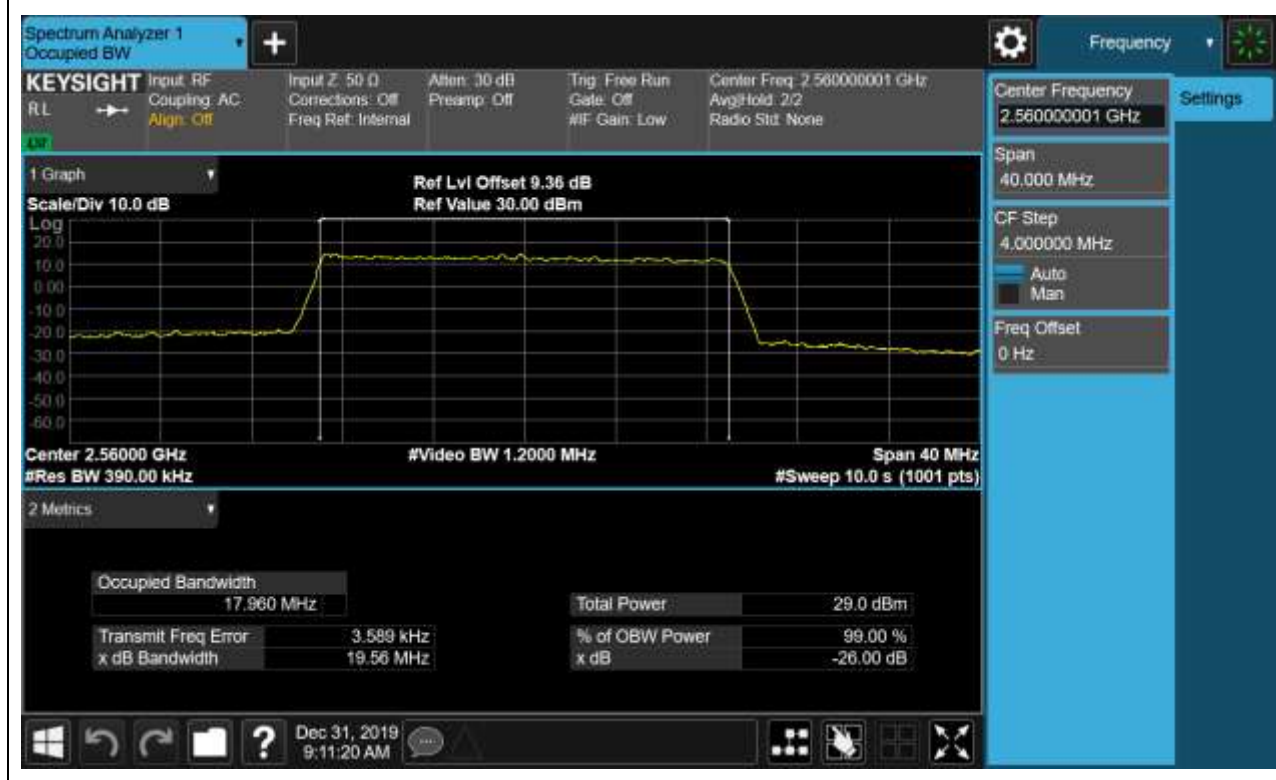 Spectrum Analyzer 1
Occupied BW
Frequency
KEYSIGHT
RL
Input: RF
Coupling: AC
Align: Off
Input Z: 50 Ω
Corrections: Off
Freq Ref: Internal
Atten: 30 dB
Preamp: Off
Trig: Free Run
Gate: Off
#IF Gain: Low
Center Freq: 2.560000001 GHz
Avg|Hold: 2/2
Radio Std: None
Center Frequency
2.560000001 GHz
Settings
Span
40.000 MHz
CF Step
4.000000 MHz
Auto
Man
Freq Offset
0 Hz
1 Graph
Scale/Div 10.0 dB
Ref Lvl Offset 9.36 dB
Ref Value 30.00 dBm
Log
20.0
10.0
0.00
-10.0
-20.0
-30.0
-40.0
-50.0
-60.0
Center 2.56000 GHz
#Res BW 390.00 kHz
#Video BW 1.2000 MHz
Span 40 MHz
#Sweep 10.0 s (1001 pts)
2 Metrics
Occupied Bandwidth
17.960 MHz
Total Power 29.0 dBm
Transmit Freq Error 3.589 kHz
% of OBW Power 99.00 %
x dB Bandwidth 19.56 MHz
x dB -26.00 dB
Dec 31, 2019
9:11:20 AM